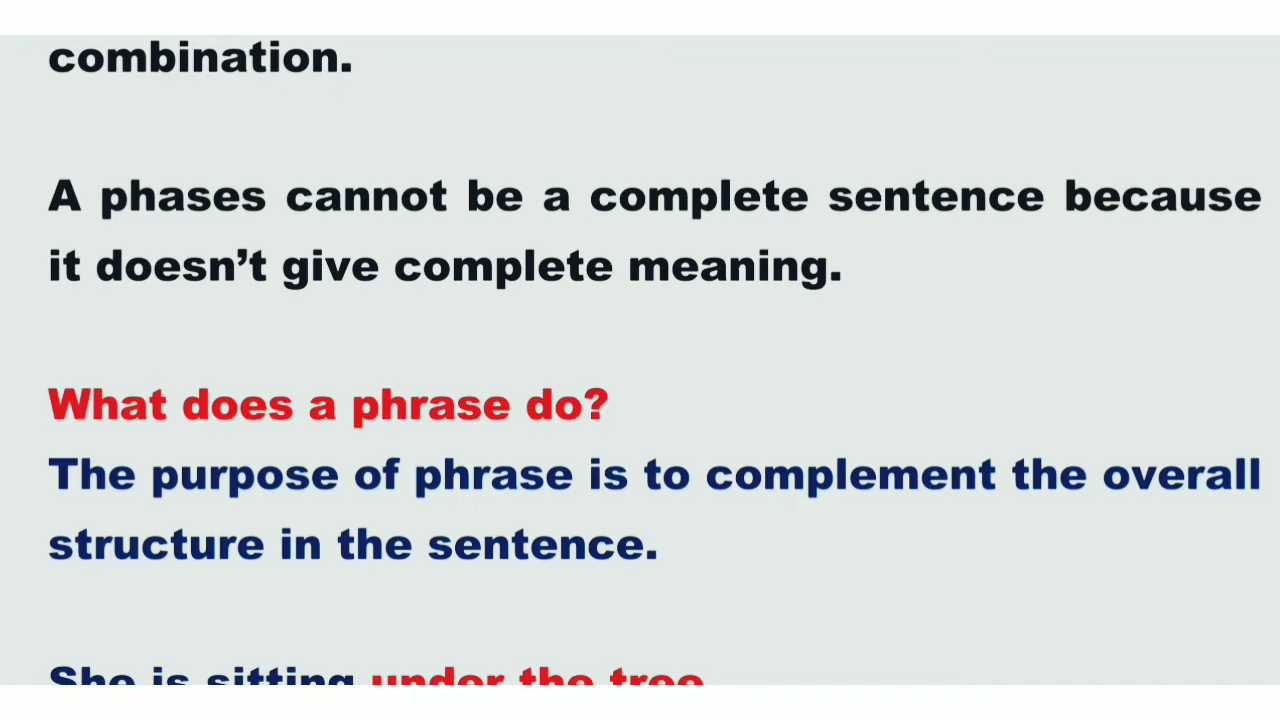 combination.
A phases cannot be a complete sentence because
it doesn’t give complete meaning.
What does a phrase do?
The purpose of phrase is to complement the overall
structure in the sentence.
She is sitting under the tree